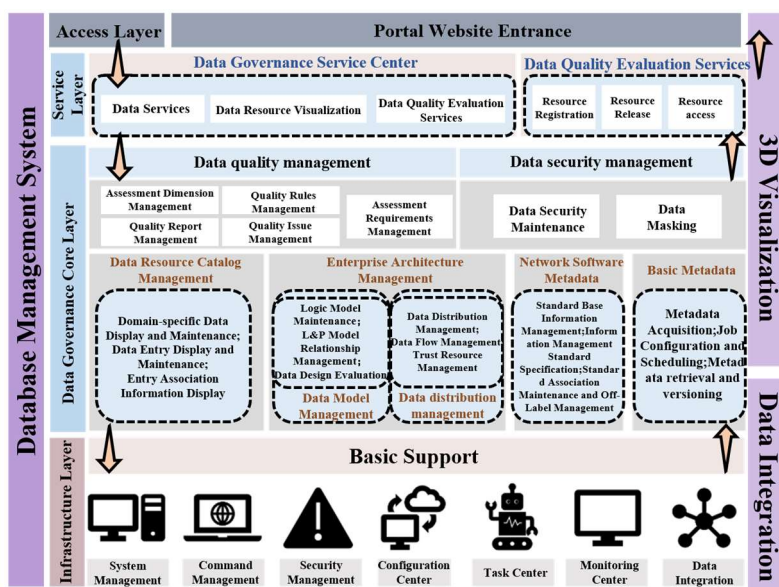 Database Management System
Access Layer
Portal Website Entrance
Service
Layer
Data Governance Service Center
Data Services
Data Resource Visualization
Data Quality Evaluation
Services
Data Quality Evaluation Services
Resource
Registration
Resource
Release
Resource
access
Data Governance Core Layer
Data quality management
Assessment Dimension
Management
Quality Rules
Management
Quality Report
Management
Quality Issue
Management
Assessment
Requirements
Management
Data security management
Data Security
Maintenance
Data
Masking
Data Resource Catalog
Management
Domain-specific Data
Display and Maintenance;
Data Entry Display and
Maintenance;
Entry Association
Information Display
Enterprise Architecture
Management
Logic Model
Maintenance;
L&P Model
Relationship
Management;
Data Design Evaluation
Data Model
Management
Data Distribution
Management;
Data Flow Management
Trust Resource
Management
Data distribution
management
Network Software
Metadata
Standard Base
Information
Management;Inform
ation Management
Standard
Specification;Standar
d Association
Maintenance and Off-
Label Management
Basic Metadata
Metadata
Acquisition;Job
Configuration and
Scheduling;Metad
ata retrieval and
versioning
Infrastructure Layer
Basic Support
System
Management
Command
Management
Security
Management
Configuration
Center
Task Center
Monitoring
Center
Data
Integration
3D Visualization
Data Integration